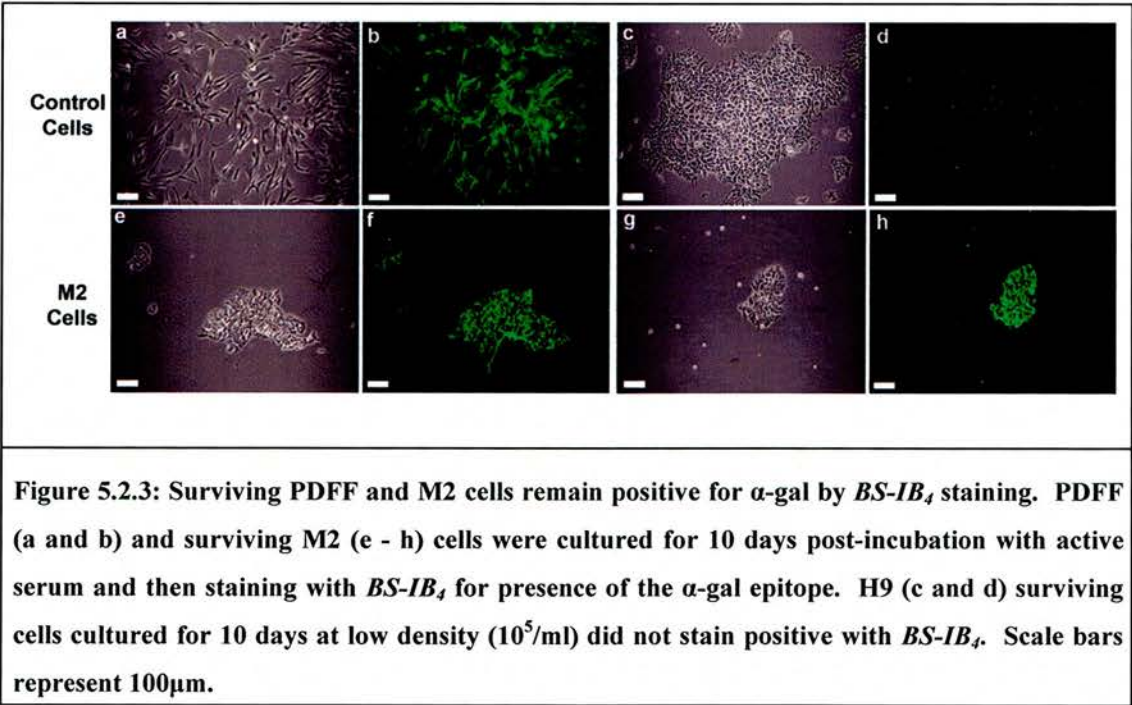 a b c d
Control
Cells
e f g h
M2
Cells
Figure 5.2.3: Surviving PDFF and M2 cells remain positive for α-gal by BS-IB₄ staining. PDFF
(a and b) and surviving M2 (e - h) cells were cultured for 10 days post-incubation with active
serum and then staining with BS-IB₄ for presence of the α-gal epitope. H9 (c and d) surviving
cells cultured for 10 days at low density (10⁵/ml) did not stain positive with BS-IB₄. Scale bars
represent 100μm.